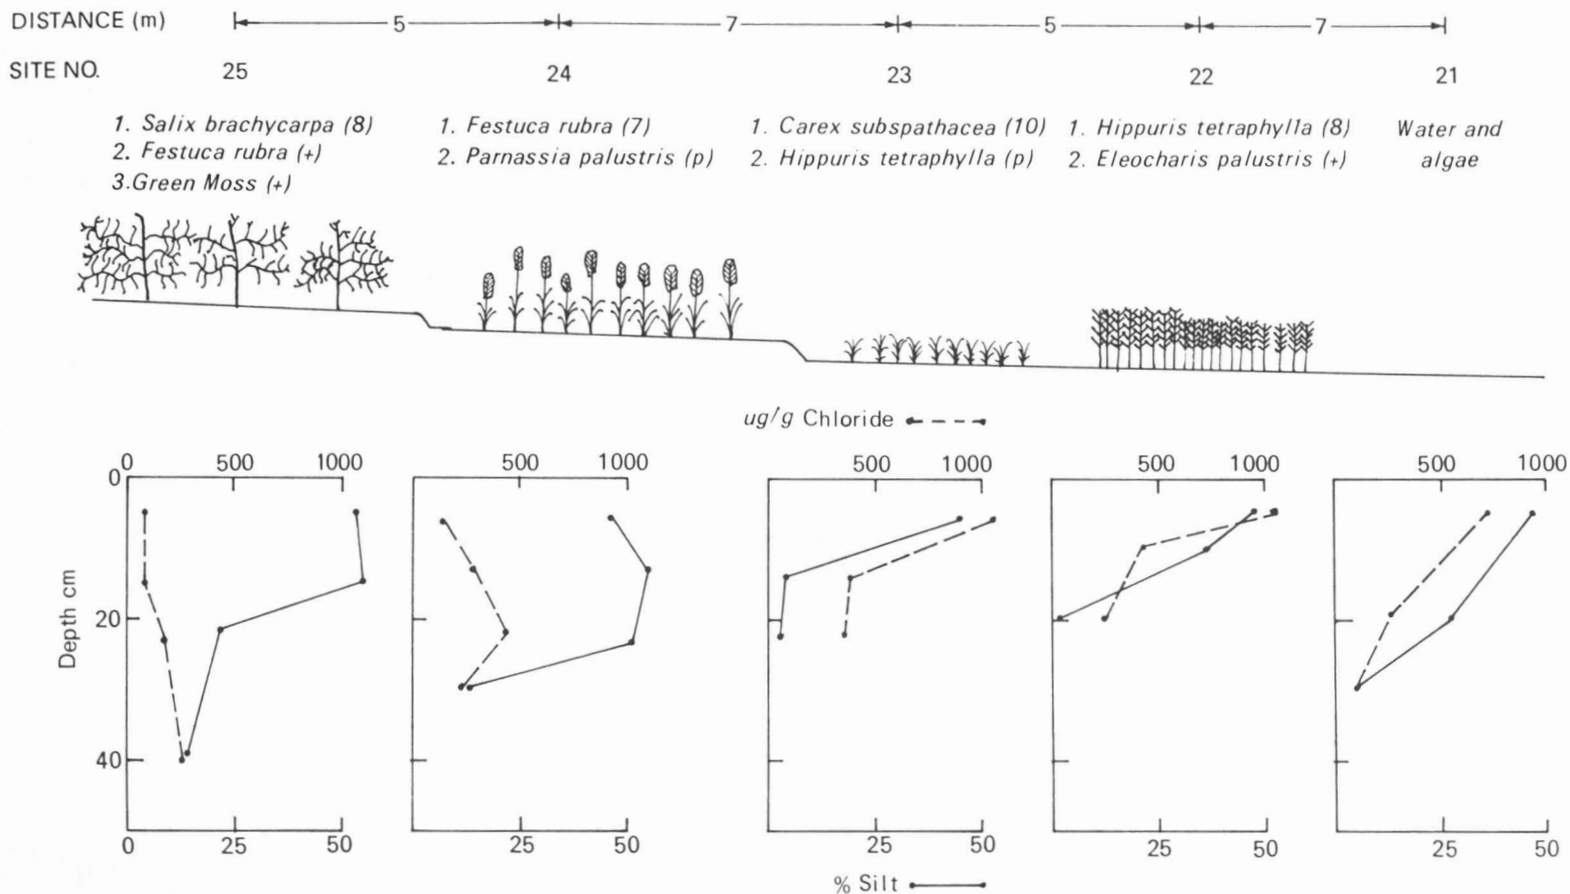 DISTANCE (m) 5 7 5 7
SITE NO. 25 24 23 22 21
1. Salix brachycarpa (8)
2. Festuca rubra (+)
3.Green Moss (+)
1. Festuca rubra (7)
2. Parnassia palustris (p)
1. Carex subspathacea (10)
2. Hippuris tetraphylla (p)
1. Hippuris tetraphylla (8)
2. Eleocharis palustris (+)
Water and
algae
ug/g Chloride
0 500 1000 500 1000 500 1000 500 1000 500 1000
0
20
40
Depth cm
0 25 50 25 50 25 50 25 50 25 50
% Silt